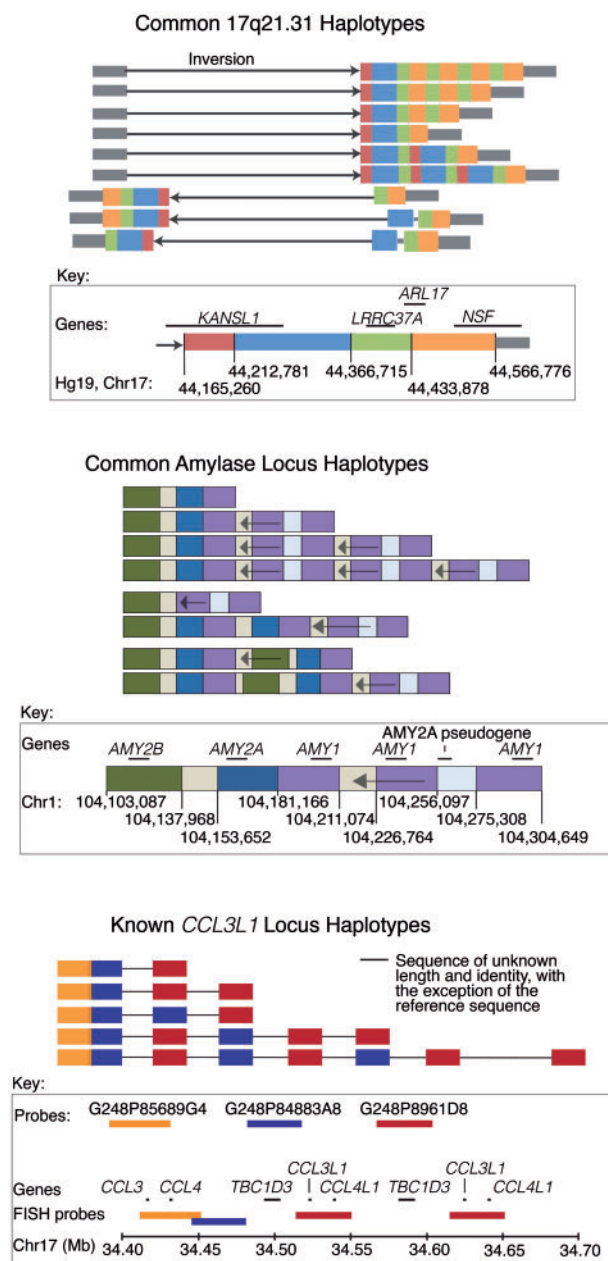 Common 17q21.31 Haplotypes
Inversion
Key:
ARL17
Genes:
KANSL1
LRRC37A
NSF
44,212,781
44,366,715
44,566,776
Hg19, Chr17:
44,165,260
44,433,878
Common Amylase Locus Haplotypes
Key:
AMY2A pseudogene
Genes
AMY2B
AMY2A
AMY1
AMY1
AMY1
Chr1:
104,103,087
104,181,166
104,256,097
104,137,968
104,211,074
104,275,308
104,153,652
104,226,764
104,304,649
Known CCL3L1 Locus Haplotypes
Sequence of unknown
length and identity, with
the exception of the
reference sequence
Key:
Probes:
G248P85689G4
G248P84883A8
G248P8961D8
CCL3L1
CCL3L1
Genes
CCL3
CCL4
TBC1D3
CCL4L1
TBC1D3
CCL4L1
FISH probes
Chr17 (Mb)
34.40
34.45
34.50
34.55
34.60
34.65
34.70